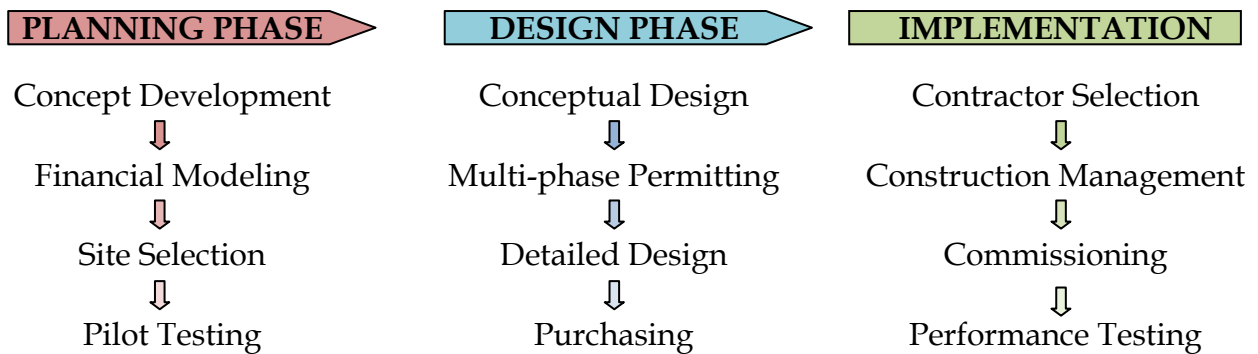 PLANNING PHASE
Concept Development
Financial Modeling
Site Selection
Pilot Testing
DESIGN PHASE
Conceptual Design
Multi-phase Permitting
Detailed Design
Purchasing
IMPLEMENTATION
Contractor Selection
Construction Management
Commissioning
Performance Testing